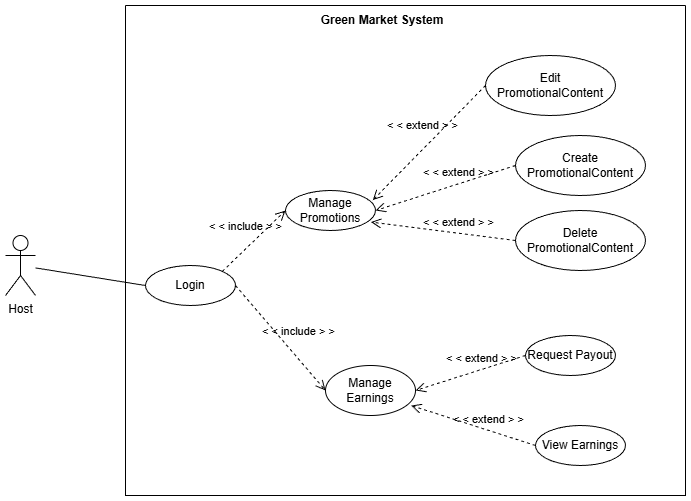 Green Market System
Edit
PromotionalContent
< < extend > >
Create
PromotionalContent
< < extend > >
Manage
Promotions
< < include > >
< < extend > >
Delete
PromotionalContent
Host
Login
< < include > >
Manage
Earnings
< < extend > >
Request Payout
< < extend > >
View Earnings